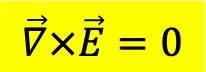 ∇⃗×E⃗ = 0